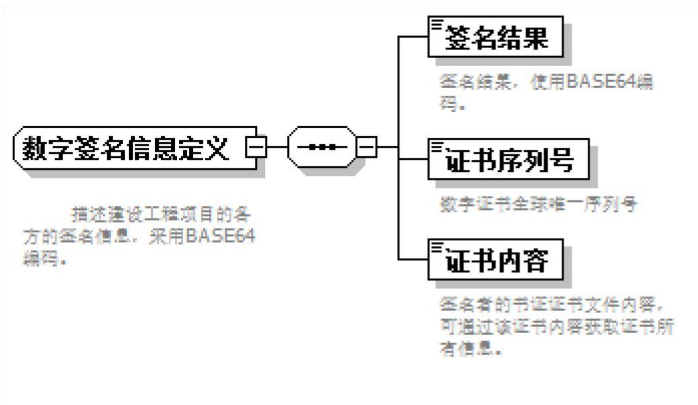 签名结果
签名结果，使用BASE64编
码。
数字签名信息定义
证书序列号
数字证书全球唯一序列号
描述建设工程项目的各
方的签名信息，采用BASE64
编码。
证书内容
签名者的书证证书文件内容，
可通过该证书内容获取证书所
有信息。